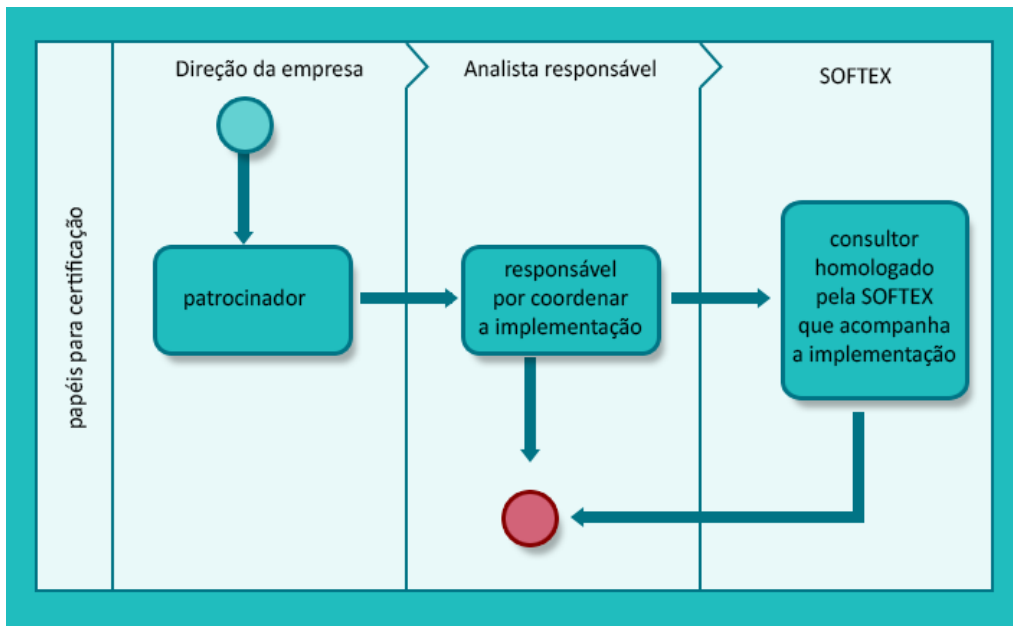 papéis para certificação
Direção da empresa
Analista responsável
SOFTEX
patrocinador
responsável
por coordenar
a implementação
consultor
homologado
pela SOFTEX
que acompanha
a implementação